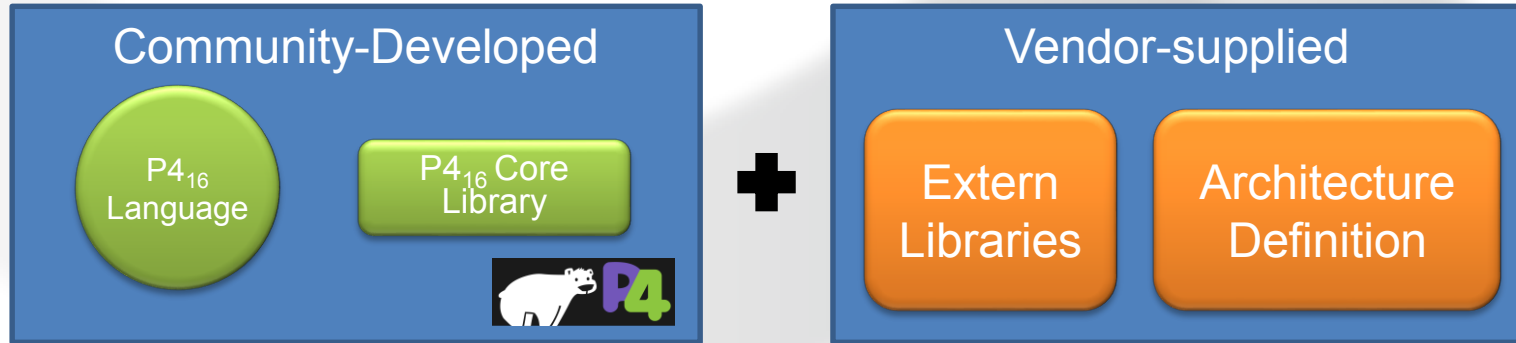 Community-Developed
P4₁₆
Language
P4₁₆ Core
Library
P4
Vendor-supplied
Extern
Libraries
Architecture
Definition